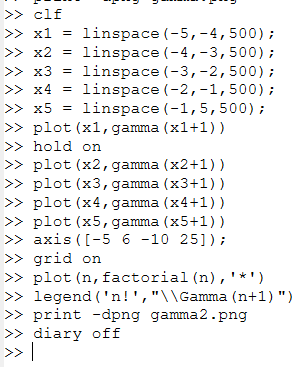 >> clf
>> x1 = linspace(-5,-4,500);
>> x2 = linspace(-4,-3,500);
>> x3 = linspace(-3,-2,500);
>> x4 = linspace(-2,-1,500);
>> x5 = linspace(-1,5,500);
>> plot(x1,gamma(x1+1))
>> hold on
>> plot(x2,gamma(x2+1))
>> plot(x3,gamma(x3+1))
>> plot(x4,gamma(x4+1))
>> plot(x5,gamma(x5+1))
>> axis([-5 6 -10 25]);
>> grid on
>> plot(n,factorial(n),'*')
>> legend('n!',"\\Gamma(n+1)")
>> print -dpng gamma2.png
>> diary off
>>